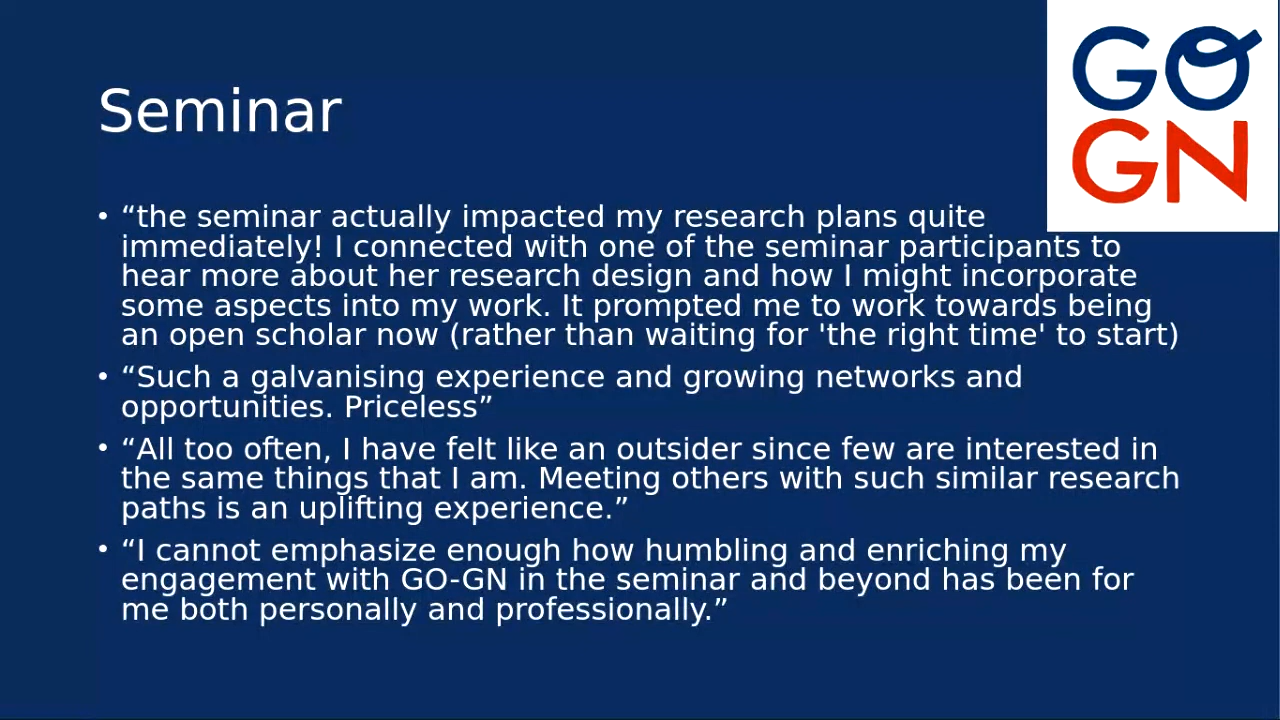 GO
GN
Seminar
• “the seminar actually impacted my research plans quite
immediately! I connected with one of the seminar participants to
hear more about her research design and how I might incorporate
some aspects into my work. It prompted me to work towards being
an open scholar now (rather than waiting for 'the right time' to start)
• “Such a galvanising experience and growing networks and
opportunities. Priceless”
• “All too often, I have felt like an outsider since few are interested in
the same things that I am. Meeting others with such similar research
paths is an uplifting experience.”
• “I cannot emphasize enough how humbling and enriching my
engagement with GO-GN in the seminar and beyond has been for
me both personally and professionally.”